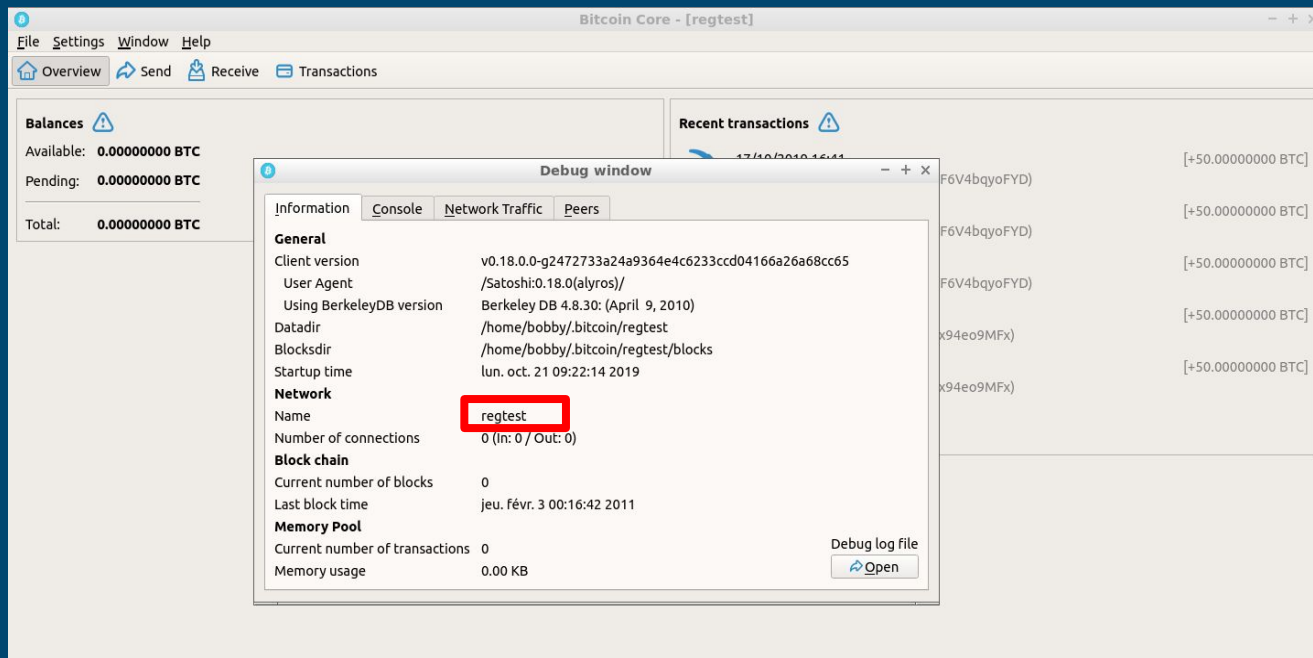 Bitcoin Core - [regtest]
File Settings Window Help
Overview Send Receive Transactions
Balances
Available: 0.00000000 BTC
Pending: 0.00000000 BTC
Total: 0.00000000 BTC
Recent transactions
17/10/2019 16:41
[+50.00000000 BTC]
F6V4bqyoFYD)
[+50.00000000 BTC]
F6V4bqyoFYD)
[+50.00000000 BTC]
F6V4bqyoFYD)
[+50.00000000 BTC]
x94eo9MFx)
[+50.00000000 BTC]
x94eo9MFx)
Debug window
Information Console Network Traffic Peers
General
Client version v0.18.0.0-g2472733a24a9364e4c6233ccd04166a26a68cc65
User Agent /Satoshi:0.18.0(alyros)/
Using BerkeleyDB version Berkeley DB 4.8.30: (April 9, 2010)
Datadir /home/bobby/.bitcoin/regtest
Blocksdir /home/bobby/.bitcoin/regtest/blocks
Startup time lun. oct. 21 09:22:14 2019
Network
Name regtest
Number of connections 0 (In: 0 / Out: 0)
Block chain
Current number of blocks 0
Last block time jeu. févr. 3 00:16:42 2011
Memory Pool
Current number of transactions 0
Memory usage 0.00 KB
Debug log file
Open